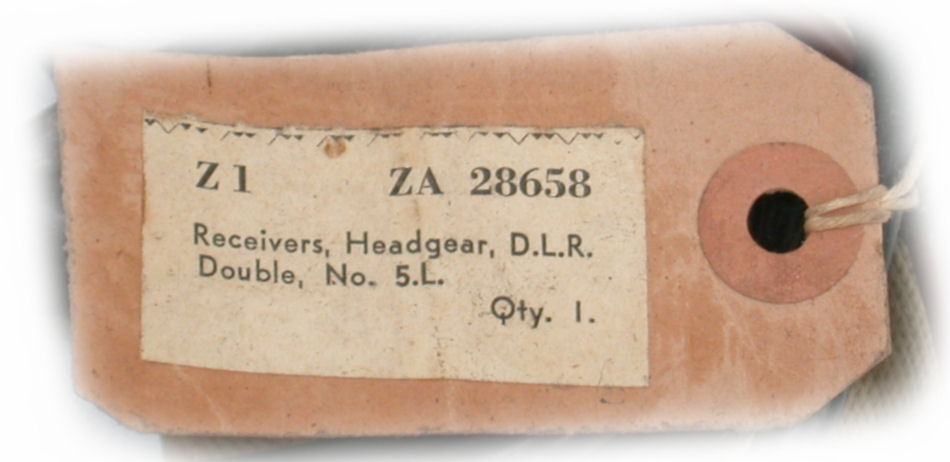 Z 1 ZA 28658
Receivers, Headgear, D.L.R.
Double, No. 5.L.
Qty. 1.